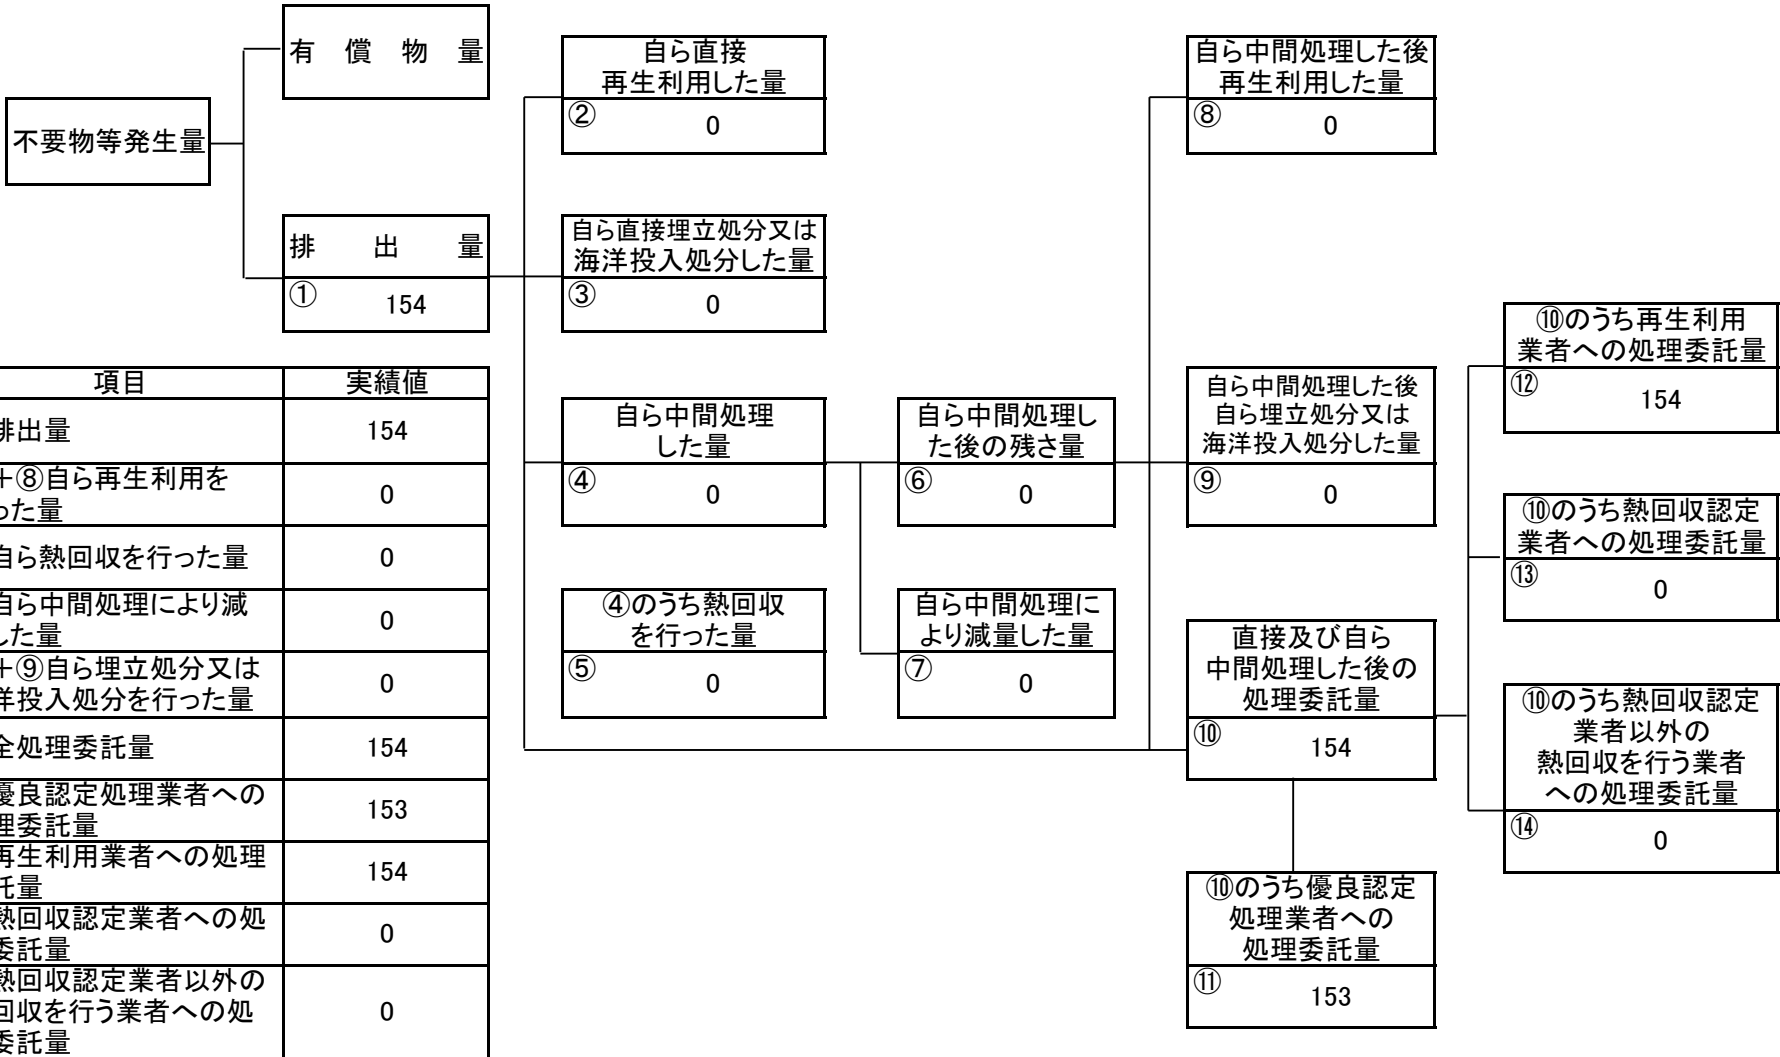 有償物量
不要物等発生量
排出量
① 154
自ら直接
再生利用した量
② 0
自ら直接埋立処分又は
海洋投入処分した量
③ 0
自ら中間処理
した量
④ 0
④のうち熱回収
を行った量
⑤ 0
自ら中間処理し
た後の残さ量
⑥ 0
自ら中間処理に
より減量した量
⑦ 0
自ら中間処理した後
再生利用した量
⑧ 0
自ら中間処理した後
自ら埋立処分又は
海洋投入処分した量
⑨ 0
直接及び自ら
中間処理した後の
処理委託量
⑩ 154
⑩のうち優良認定
処理業者への
処理委託量
⑪ 153
⑩のうち再生利用
業者への処理委託量
⑫ 154
⑩のうち熱回収認定
業者への処理委託量
⑬ 0
⑩のうち熱回収認定
業者以外の
熱回収を行う業者
への処理委託量
⑭ 0
項目 実績値
排出量 154
+⑧自ら再生利用を
った量 0
自ら熱回収を行った量 0
自ら中間処理により減
した量 0
+⑨自ら埋立処分又は
洋投入処分を行った量 0
全処理委託量 154
優良認定処理業者への
理委託量 153
再生利用業者への処理
託量 154
熱回収認定業者への処
委託量 0
熱回収認定業者以外の
回収を行う業者への処
委託量 0